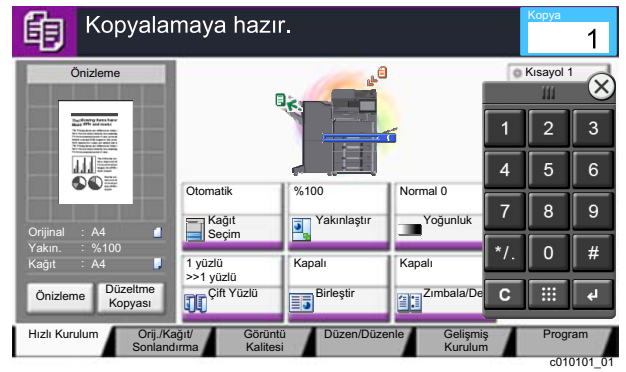 Kopyalamaya hazır.
Kopya
1
Önizleme
Kısayol 1
Orijinal : A4
Yakın. : %100
Kağıt : A4
Önizleme
Düzeltme
Kopyası
Otomatik
Kağıt
Seçim
%100
Yakınlaştır
Normal 0
Yoğunluk
1 yüzlü
>>1 yüzlü
Çift Yüzlü
Kapalı
Birleştir
Kapalı
Zımbala/De
1 2 3
4 5 6
7 8 9
*/. 0 #
C
Hızlı Kurulum
Orij./Kağıt/
Sonlandırma
Görüntü
Kalitesi
Düzen/Düzenle
Gelişmiş
Kurulum
Program
c010101_01